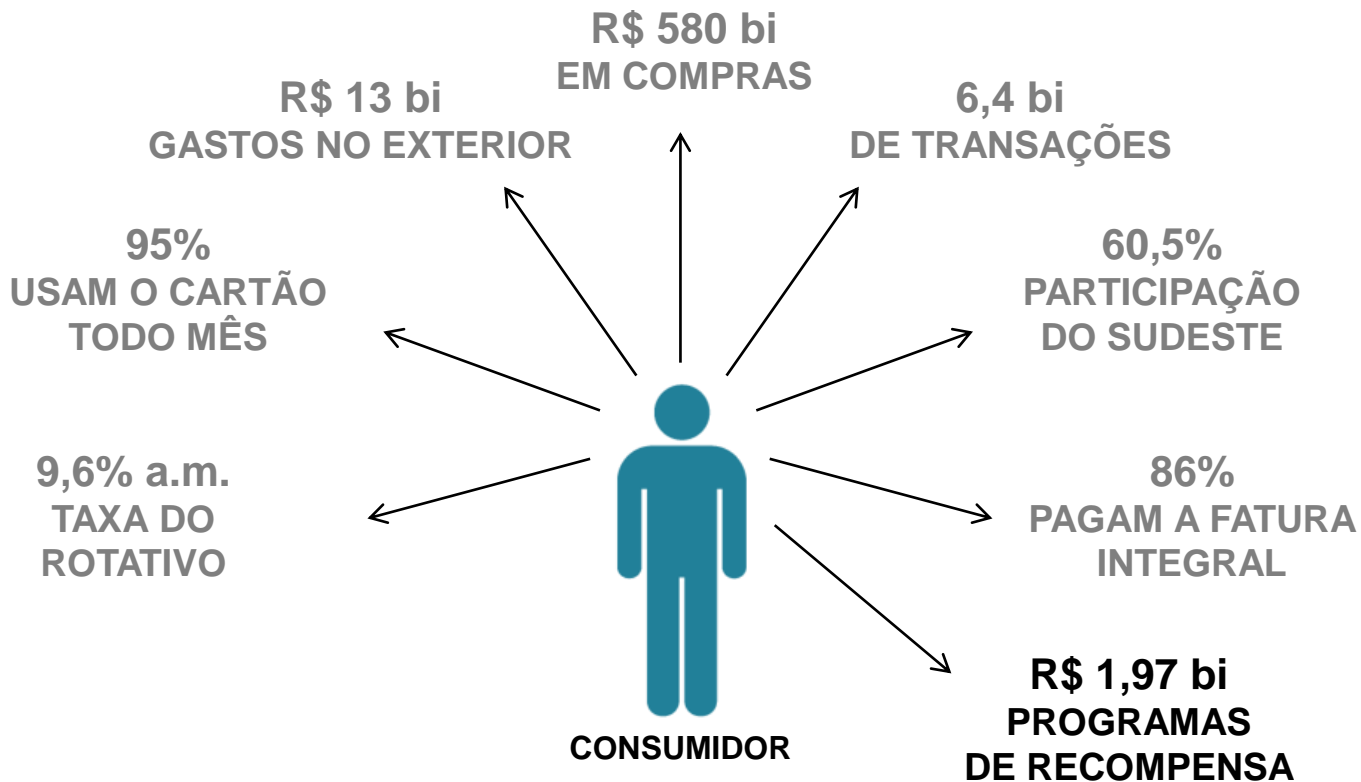 R$ 580 bi
EM COMPRAS
R$ 13 bi
GASTOS NO EXTERIOR
6,4 bi
DE TRANSAÇÕES
95%
USAM O CARTÃO
TODO MÊS
60,5%
PARTICIPAÇÃO
DO SUDESTE
9,6% a.m.
TAXA DO
ROTATIVO
86%
PAGAM A FATURA
INTEGRAL
R$ 1,97 bi
PROGRAMAS
DE RECOMPENSA
CONSUMIDOR